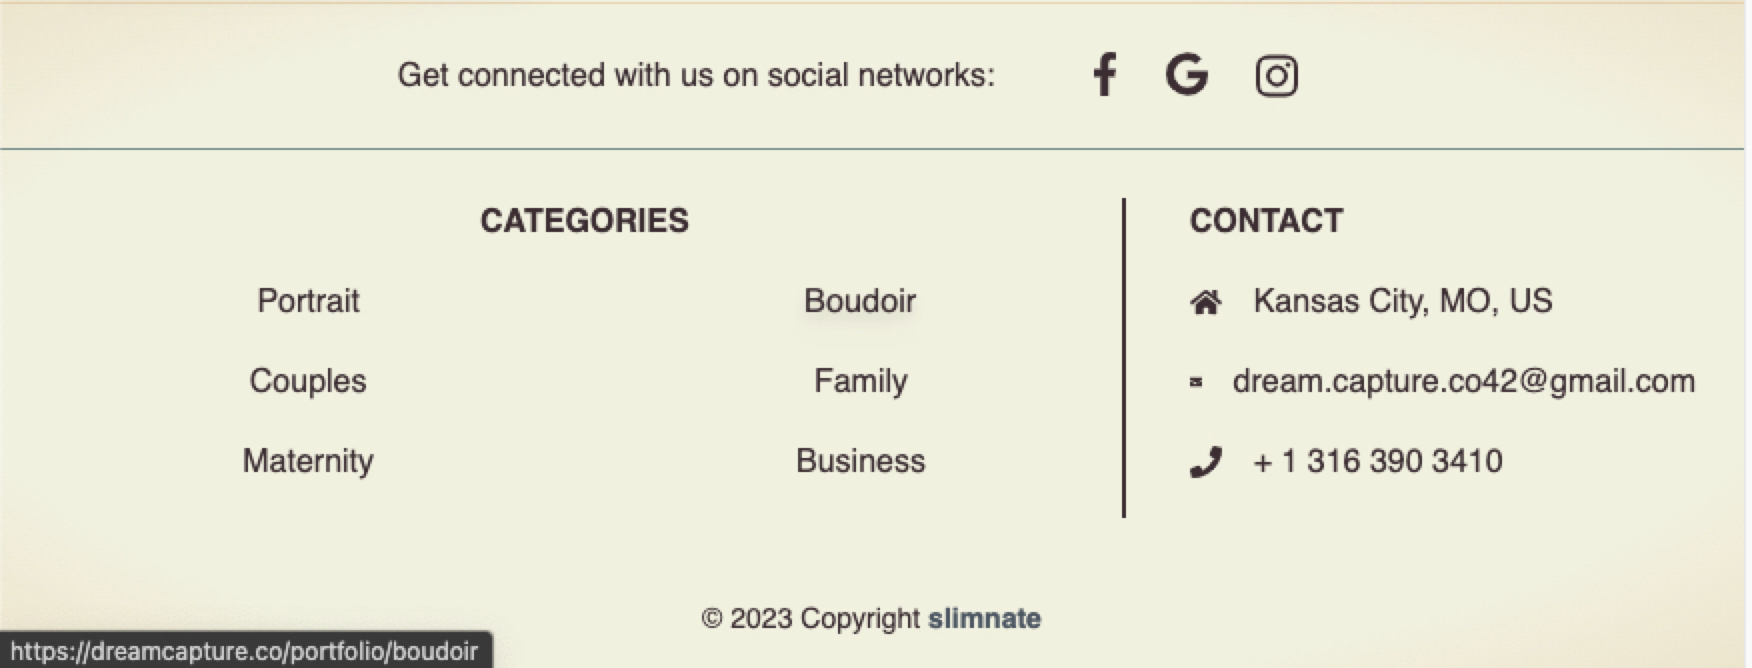 Get connected with us on social networks:
CATEGORIES
Portrait
Boudoir
Couples
Family
Maternity
Business
CONTACT
Kansas City, MO, US
dream.capture.co42@gmail.com
+ 1 316 390 3410
© 2023 Copyright slimnate
https://dreamcapture.co/portfolio/boudoir